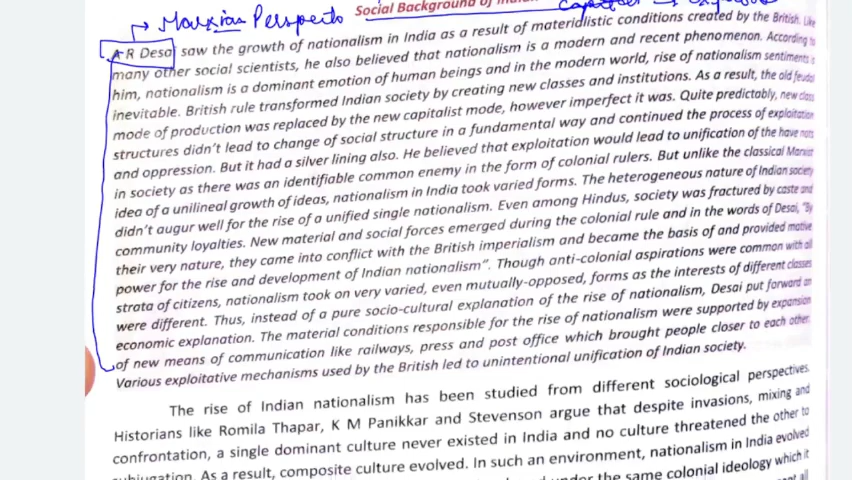 Marxian Perspecto
Social Background of
A R Desai saw the growth of nationalism in India as a result of materialistic conditions created by the British. Like
many other social scientists, he also believed that nationalism is a modern and recent phenomenon. According to
him, nationalism is a dominant emotion of human beings and in the modern world, rise of nationalism sentiments is
inevitable. British rule transformed Indian society by creating new classes and institutions. As a result, the old feudal
mode of production was replaced by the new capitalist mode, however imperfect it was. Quite predictably, new class
structures didn't lead to change of social structure in a fundamental way and continued the process of exploitation
and oppression. But it had a silver lining also. He believed that exploitation would lead to unification of the have nots
in society as there was an identifiable common enemy in the form of colonial rulers. But unlike the classical Marxist
idea of a unilineal growth of ideas, nationalism in India took varied forms. The heterogeneous nature of Indian society
didn't augur well for the rise of a unified single nationalism. Even among Hindus, society was fractured by caste and
community loyalties. New material and social forces emerged during the colonial rule and in the words of Desai, "By
their very nature, they came into conflict with the British imperialism and became the basis of and provided motive
power for the rise and development of Indian nationalism". Though anti-colonial aspirations were common with all
strata of citizens, nationalism took on very varied, even mutually-opposed, forms as the interests of different classes
were different. Thus, instead of a pure socio-cultural explanation of the rise of nationalism, Desai put forward an
economic explanation. The material conditions responsible for the rise of nationalism were supported by expansion
of new means of communication like railways, press and post office which brought people closer to each other.
Various exploitative mechanisms used by the British led to unintentional unification of Indian society.
The rise of Indian nationalism has been studied from different sociological perspectives.
Historians like Romila Thapar, K M Panikkar and Stevenson argue that despite invasions, mixing and
confrontation, a single dominant culture never existed in India and no culture threatened the other to
subjugation. As a result, composite culture evolved. In such an environment, nationalism in India evolved
under the same colonial ideology which it